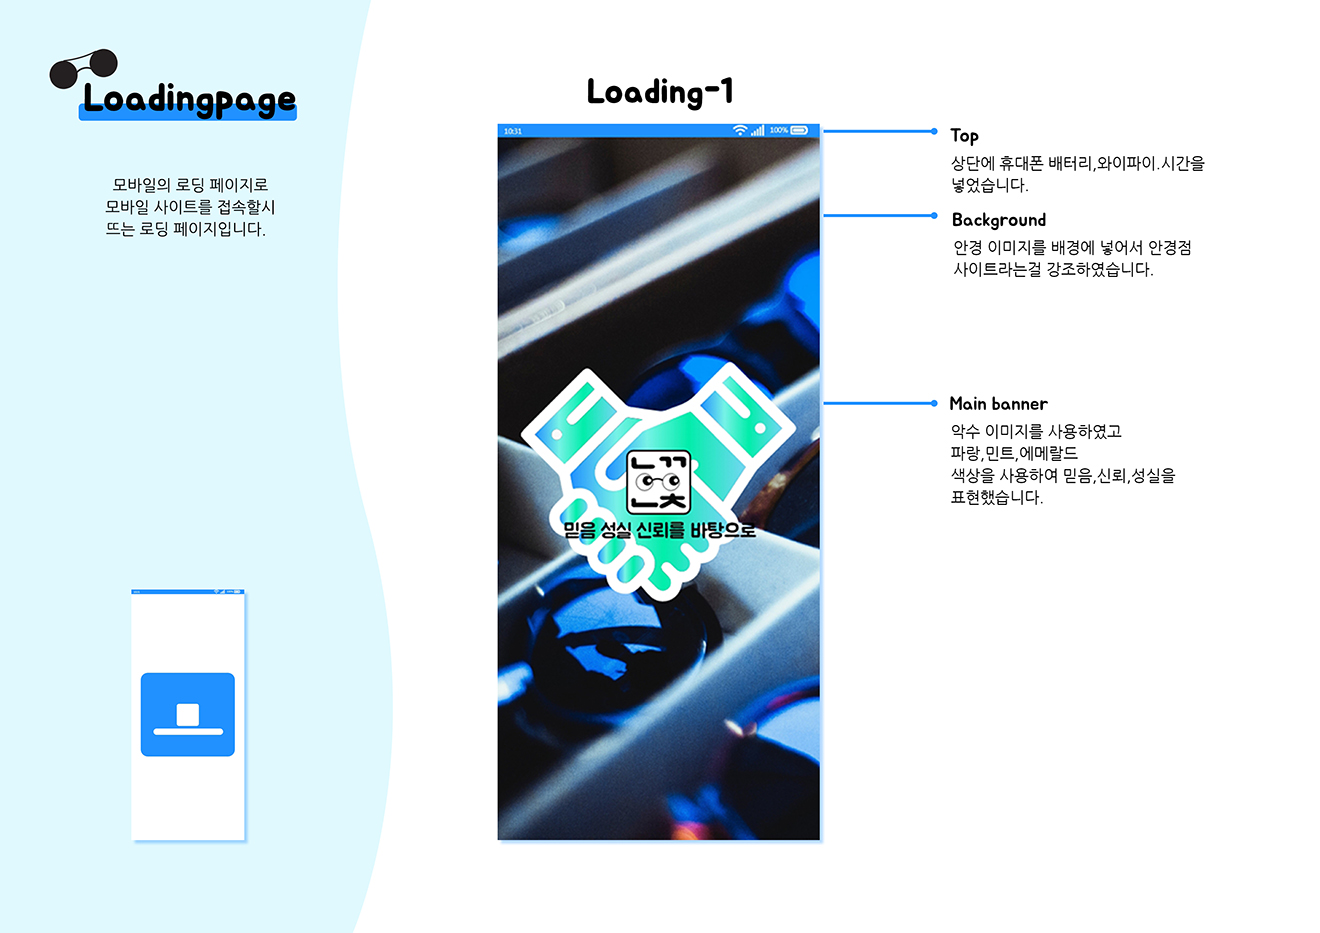 Loadingpage
모바일의 로딩 페이지로
모바일 사이트를 접속할시
뜨는 로딩 페이지입니다.
Loading-1
10:31
100%
느낌
는 ㅊ
믿음 성실 신뢰를 바탕으로
Top
상단에 휴대폰 배터리,와이파이.시간을
넣었습니다.
Background
안경 이미지를 배경에 넣어서 안경점
사이트라는걸 강조하였습니다.
Main banner
악수 이미지를 사용하였고
파랑,민트,에메랄드
색상을 사용하여 믿음,신뢰,성실을
표현했습니다.